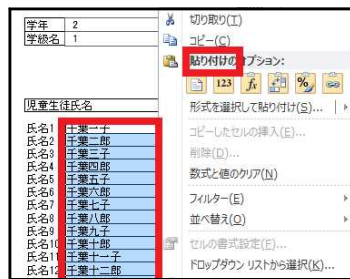 学年 2
学級名 1
児童生徒氏名
氏名1 千葉一子
氏名2 千葉二郎
氏名3 千葉三子
氏名4 千葉四郎
氏名5 千葉五子
氏名6 千葉六郎
氏名7 千葉七子
氏名8 千葉八郎
氏名9 千葉九子
氏名10 千葉十郎
氏名11 千葉十一子
氏名12 千葉十二郎
切り取り(T)
コピー(C)
貼り付けのオプション:
123 fx %
形式を選択して貼り付け(S)...
コピーしたセルの挿入(E)...
削除(D)...
数式と値のクリア(N)
フィルター(E)
並べ替え(O)
セルの書式設定(F)...
ドロップダウン リストから選択(K)...